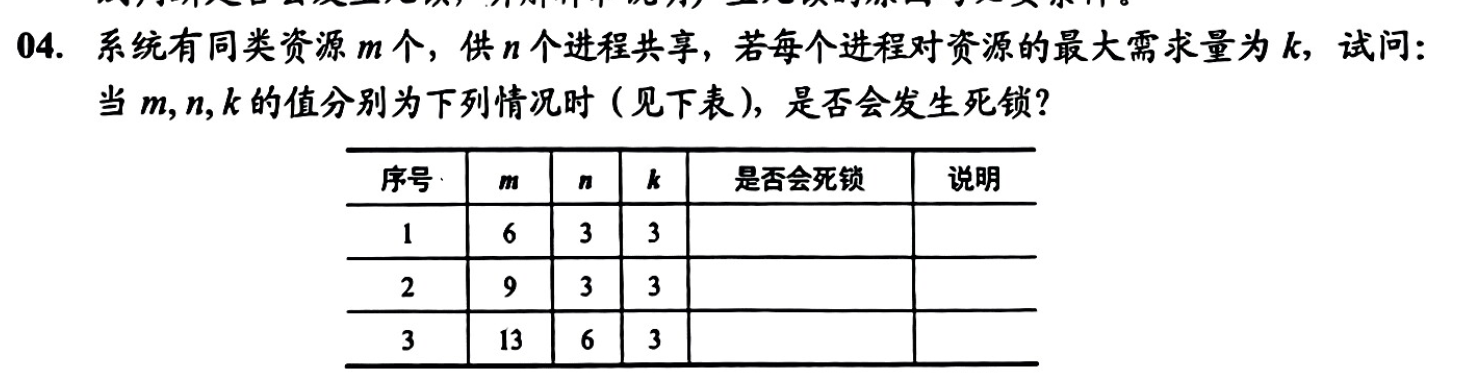 04. 系统有同类资源 m 个，供 n 个进程共享，若每个进程对资源的最大需求量为 k，试问：
当 m, n, k 的值分别为下列情况时（见下表），是否会发生死锁？
序号 m n k 是否会死锁 说明
1 6 3 3
2 9 3 3
3 13 6 3